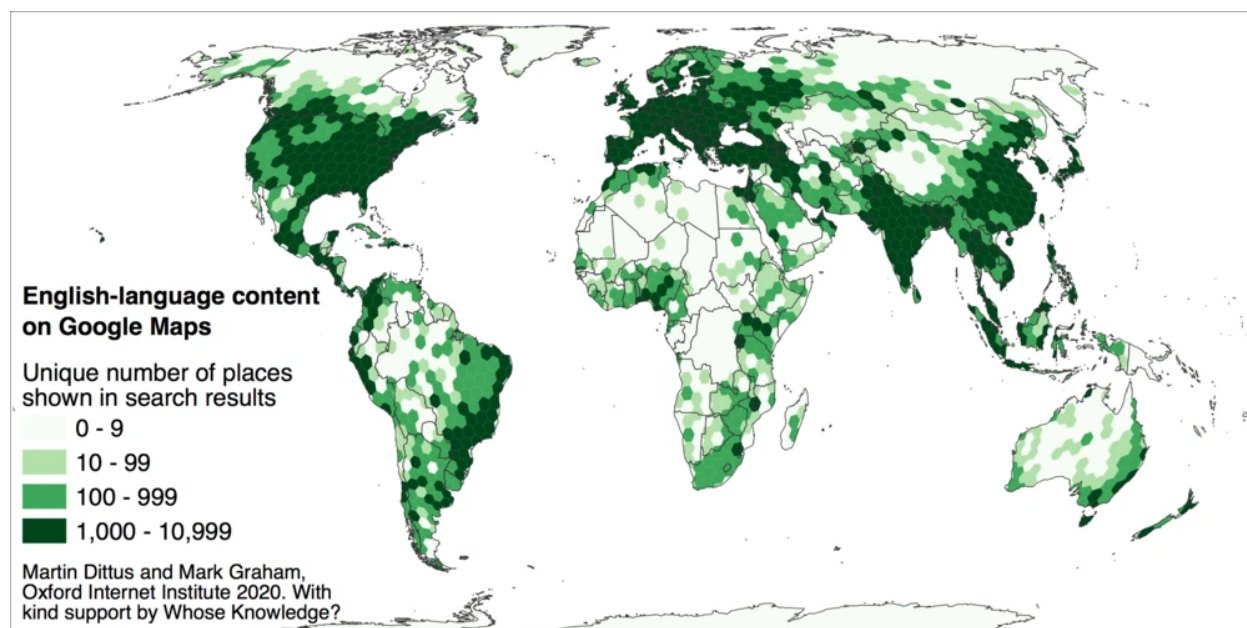 English-language content
on Google Maps
Unique number of places
shown in search results
0 - 9
10 - 99
100 - 999
1,000 - 10,999
Martin Dittus and Mark Graham,
Oxford Internet Institute 2020. With
kind support by Whose Knowledge?